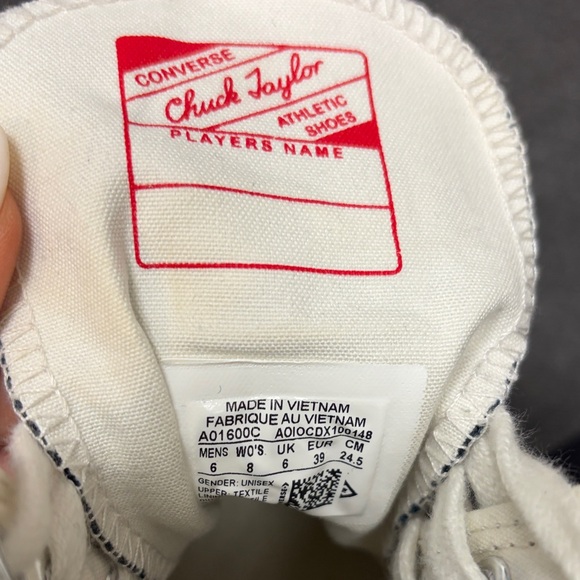 CONVERSE
Chuck Taylor
ATHLETIC
SHOES
PLAYERS NAME
MADE IN VIETNAM
FABRIQUE AU VIETNAM
A01600C A0IOCDX100148
MENS WO'S UK EUR CM
6 8 6 39 24.5
GENDER: UNISEX
UPPER: TEXTILE